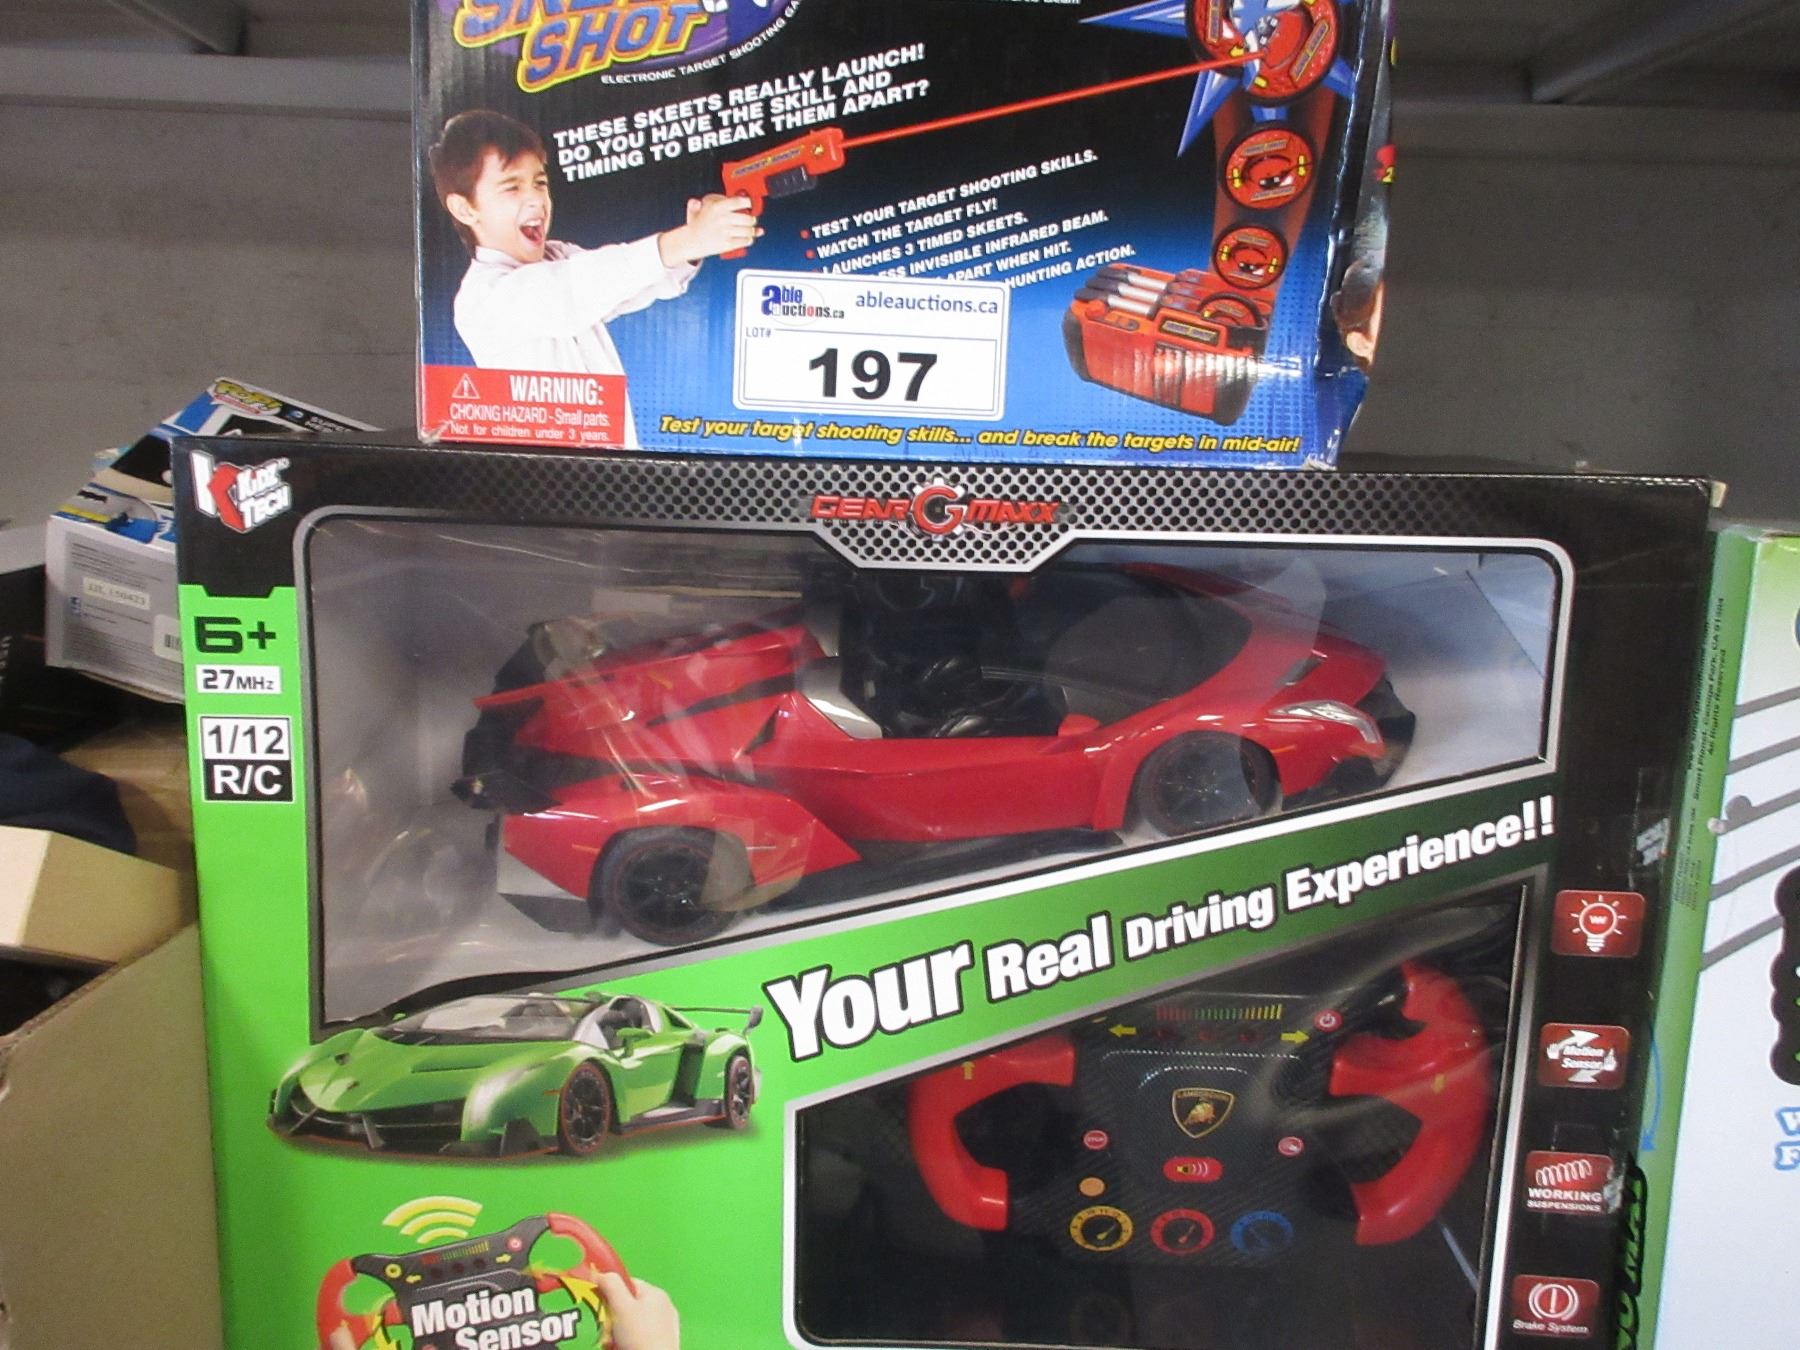 SHOT
ELECTRONIC TARGET SHOOTING
THESE SKEETS REALLY LAUNCH!
DO YOU HAVE THE SKILL AND
TIMING TO BREAK THEM APART?
TEST YOUR TARGET SHOOTING SKILLS.
WATCH THE TARGET FLY!
LAUNCHES 3 TIMED SKEETS.
INVISIBLE INFRARED BEAM.
APART WHEN HIT.
HUNTING ACTION.
able auctions.ca
ableauctions.ca
LOT#
197
WARNING:
CHOKING HAZARD - Small parts.
Not for children under 3 years.
Test your target shooting skills... and break the targets in mid-air!
KiDZ TECH
GEAR MAXX
6+
27MHz
1/12
R/C
Your Real Driving Experience!!
LAMBORGHINI
STOP
Motion
Sensor
Motion
Sensor
WORKING
SUSPENSIONS
Brake System